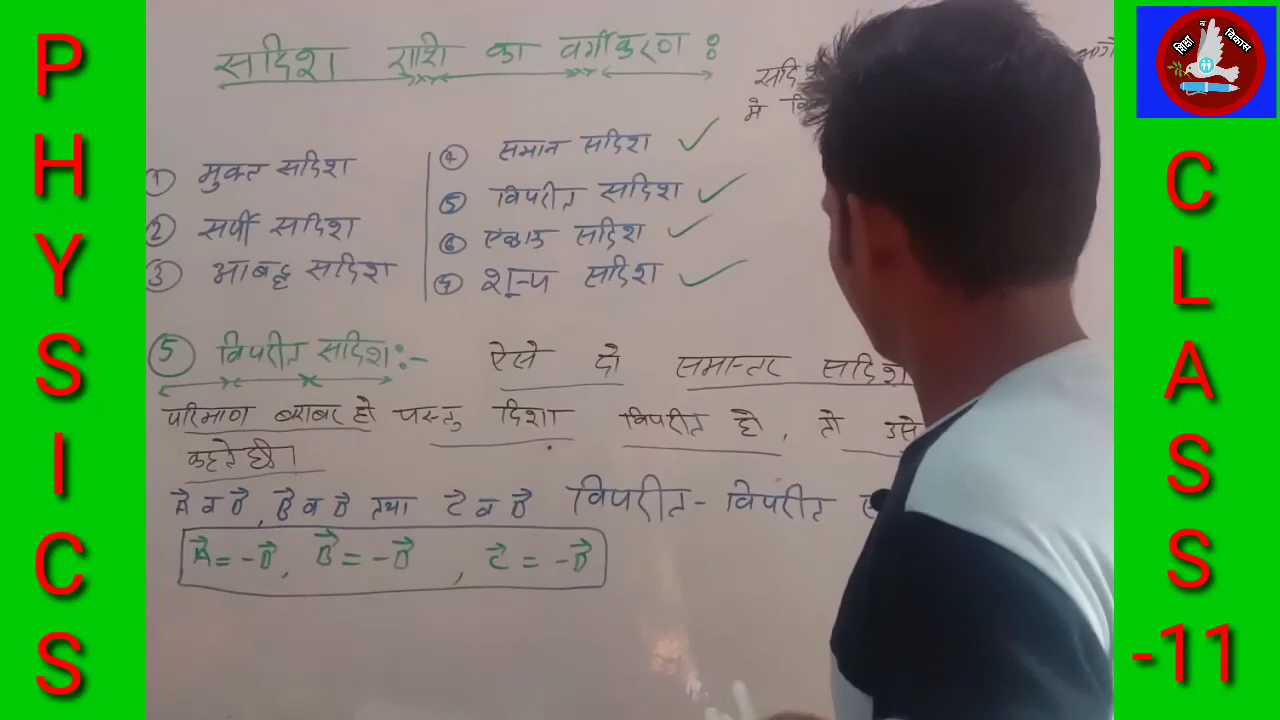 PHYSICS
सदिश राशि का वर्गीकरण :
① मुक्त सदिश
② सर्पी सदिश
③ आबद्ध सदिश
④ समान सदिश ✓
⑤ विपरीत सदिश ✓
⑥ एकांक सदिश ✓
⑦ शून्य सदिश ✓
सदि
मे
⑤ विपरीत सदिश :- ऐसे दो समान्तर सदिश
परिमाण बराबर हो परन्तु दिशा विपरीत हो, तो उसे
कहते है।
A⃗ व D⃗, B⃗ व D⃗ तथा C⃗ व D⃗ विपरीत - विपरीत
A⃗ = -D⃗, B⃗ = -D⃗, C⃗ = -D⃗
शिक्षा व विकास
CLASS
-11